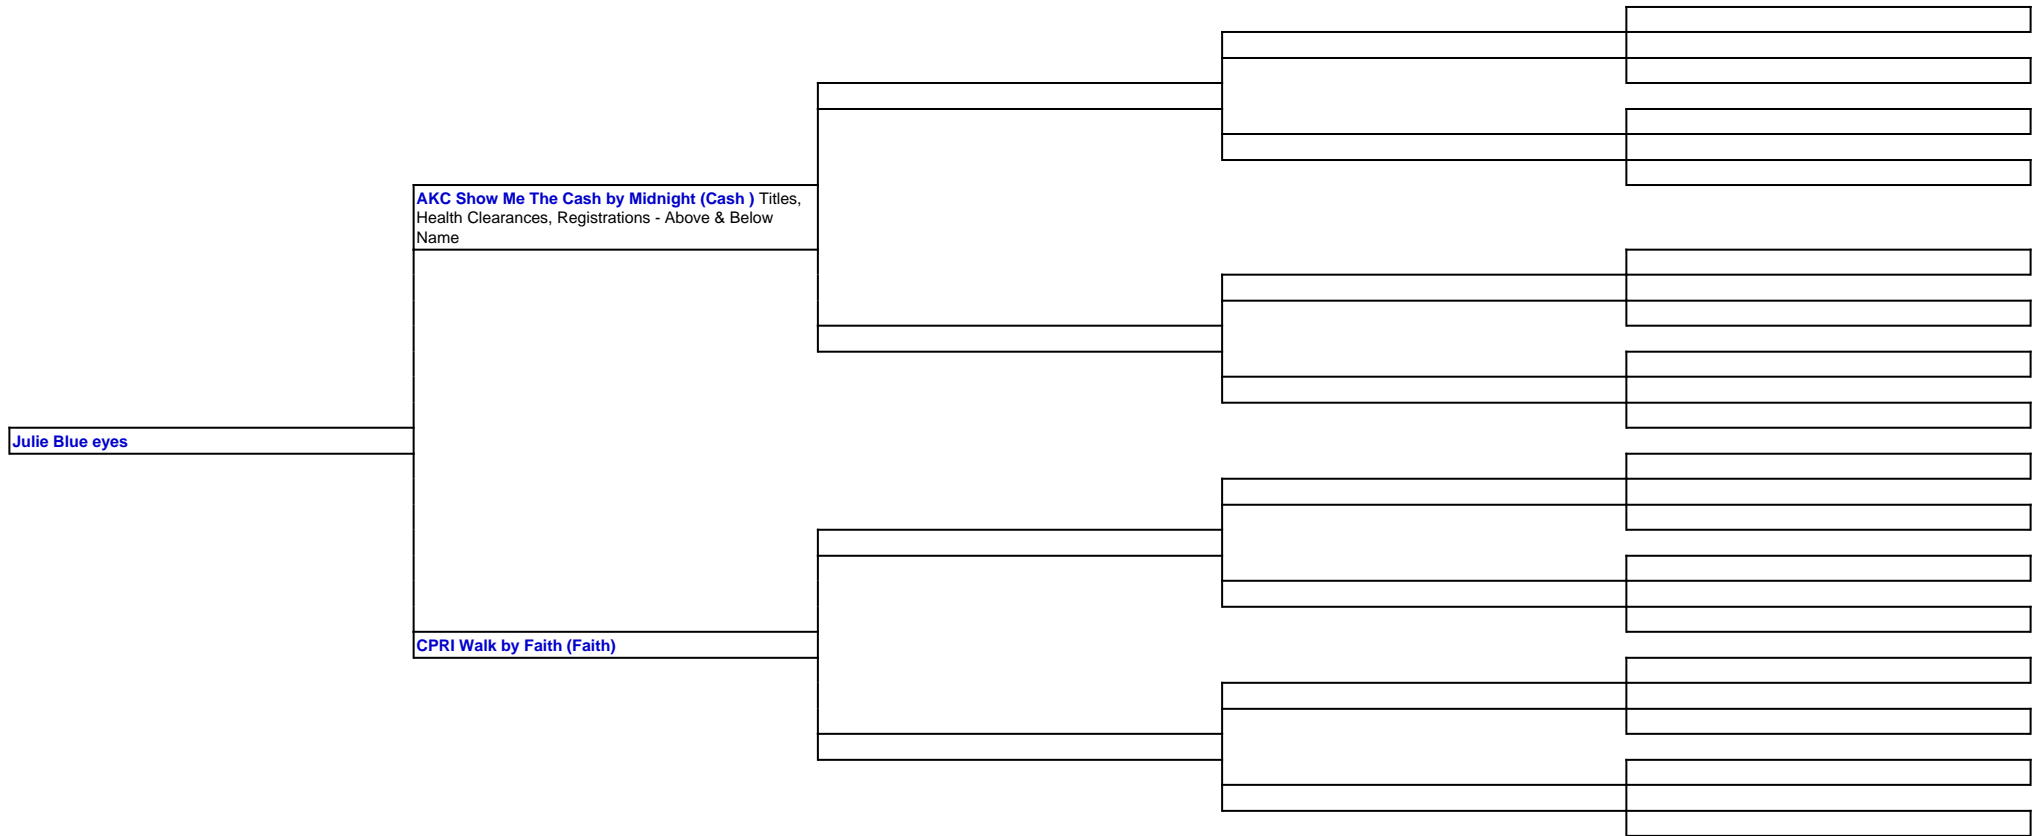 AKC Show Me The Cash by Midnight (Cash ) Titles,
Health Clearances, Registrations - Above & Below
Name
Julie Blue eyes
CPRI Walk by Faith (Faith)